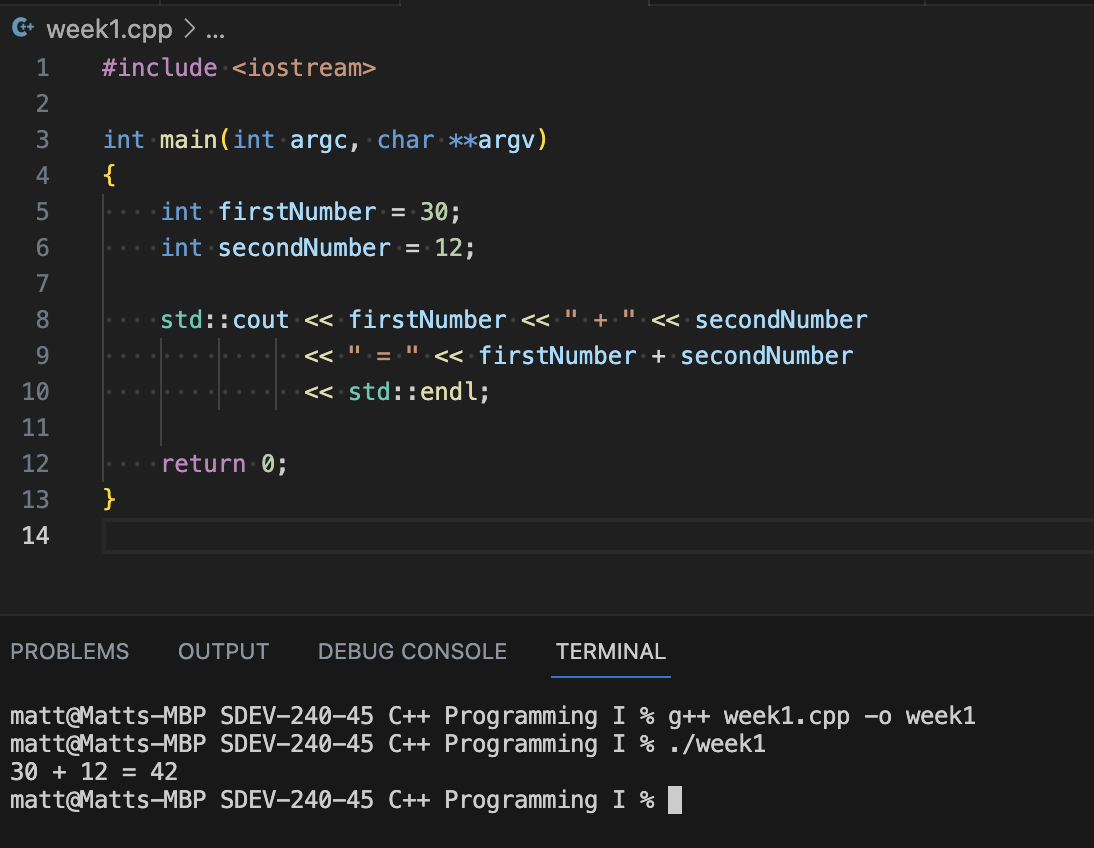 week1.cpp > ...
1 #include <iostream>
2
3 int main(int argc, char **argv)
4 {
5     int firstNumber = 30;
6     int secondNumber = 12;
7
8     std::cout << firstNumber << " + " << secondNumber
9               << " = " << firstNumber + secondNumber
10               << std::endl;
11
12     return 0;
13 }
14
PROBLEMS OUTPUT DEBUG CONSOLE TERMINAL
matt@Matts-MBP SDEV-240-45 C++ Programming I % g++ week1.cpp -o week1
matt@Matts-MBP SDEV-240-45 C++ Programming I % ./week1
30 + 12 = 42
matt@Matts-MBP SDEV-240-45 C++ Programming I %